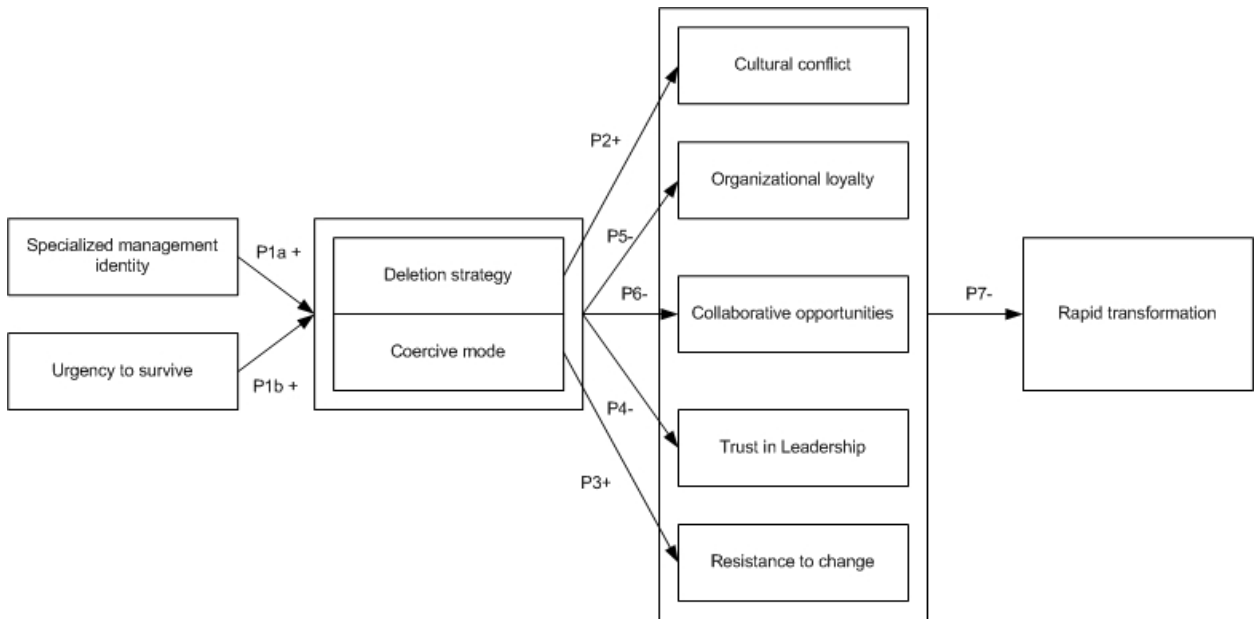 Specialized management
identity
Urgency to survive
P1a +
P1b +
Deletion strategy
Coercive mode
P2+
P5-
P6-
P4-
P3+
Cultural conflict
Organizational loyalty
Collaborative opportunities
Trust in Leadership
Resistance to change
P7-
Rapid transformation